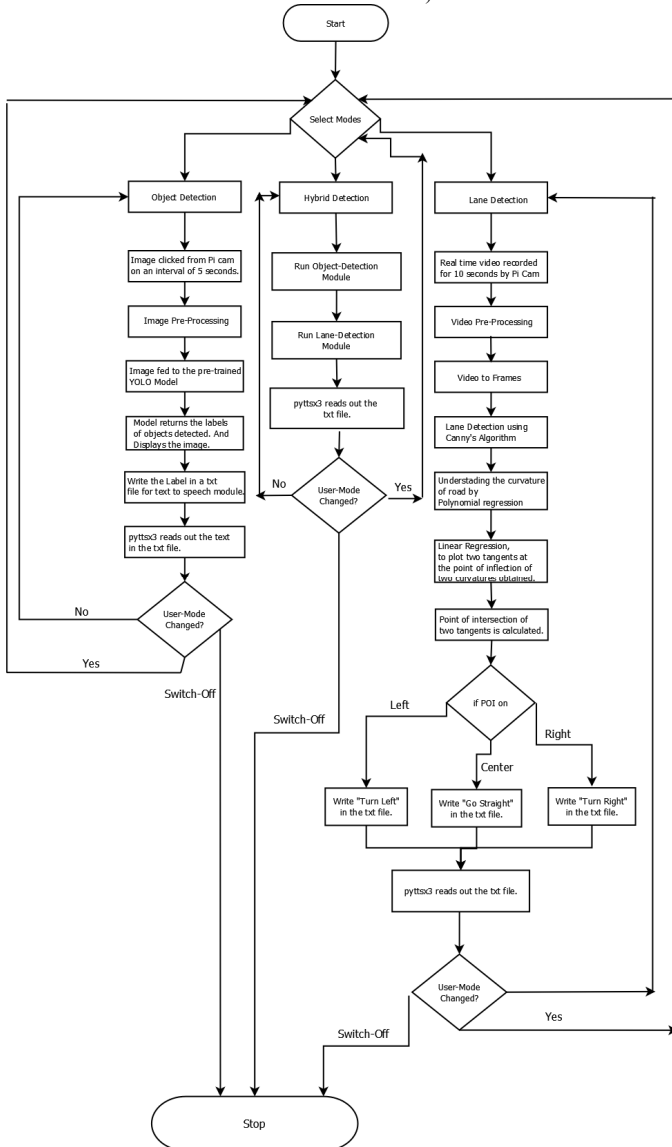 Start
Select Modes
Object Detection
Hybrid Detection
Lane Detection
Image clicked from Pi cam
on an interval of 5 seconds.
Image Pre-Processing
Image fed to the pre-trained
YOLO Model
Model returns the labels
of objects detected. And
Displays the image.
Write the Label in a txt
file for text to speech module.
pyttsx3 reads out the text
in the txt file.
User-Mode
Changed?
No
Yes
Switch-Off
Run Object-Detection
Module
Run Lane-Detection
Module
pyttsx3 reads out the
txt file.
User-Mode
Changed?
No
Yes
Switch-Off
Real time video recorded
for 10 seconds by Pi Cam
Video Pre-Processing
Video to Frames
Lane Detection using
Canny's Algorithm
Understading the curvature
of road by
Polynomial regression
Linear Regression,
to plot two tangents at
the point of inflection of
two curvatures obtained.
Point of intersection of
two tangents is calculated.
if POI on
Left
Center
Right
Write "Turn Left"
in the txt file.
Write "Go Straight"
in the txt file.
Write "Turn Right"
in the txt file.
pyttsx3 reads out the txt file.
User-Mode
Changed?
Yes
Switch-Off
Stop